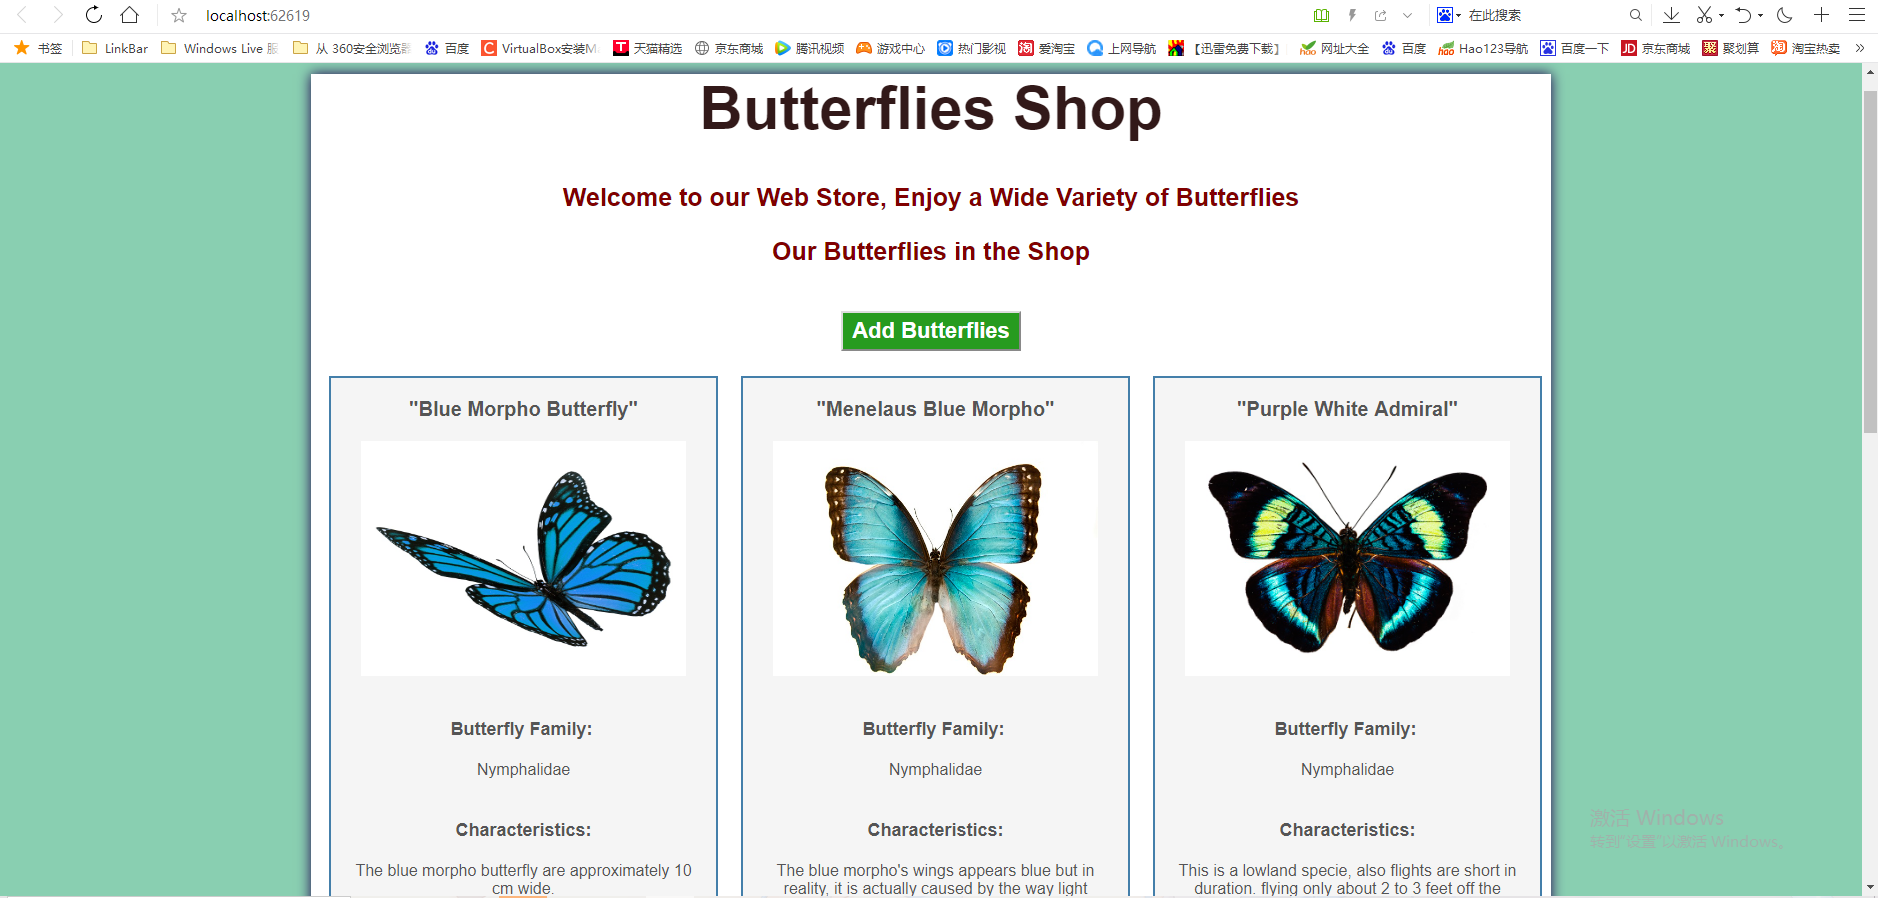 localhost:62619
在此搜索
书签 LinkBar Windows Live 从 360安全浏览器 百度 VirtualBox安装 天猫精选 京东商城 腾讯视频 游戏中心 热门影视 爱淘宝 上网导航 【迅雷免费下载】 网址大全 百度 Hao123导航 百度一下 京东商城 聚划算 淘宝热卖
Butterflies Shop
Welcome to our Web Store, Enjoy a Wide Variety of Butterflies
Our Butterflies in the Shop
Add Butterflies
"Blue Morpho Butterfly"
Butterfly Family:
Nymphalidae
Characteristics:
The blue morpho butterfly are approximately 10
cm wide.
"Menelaus Blue Morpho"
Butterfly Family:
Nymphalidae
Characteristics:
The blue morpho's wings appears blue but in
reality, it is actually caused by the way light
"Purple White Admiral"
Butterfly Family:
Nymphalidae
Characteristics:
This is a lowland specie, also flights are short in
duration. flying only about 2 to 3 feet off the
激活 Windows
转到"设置"以激活 Windows。